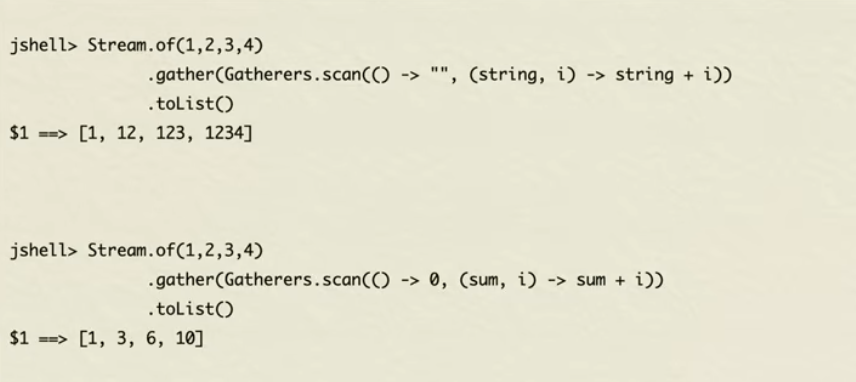 jshell> Stream.of(1,2,3,4)
.gather(Gatherers.scan(() -> "", (string, i) -> string + i))
.toList()
$1 ==> [1, 12, 123, 1234]
jshell> Stream.of(1,2,3,4)
.gather(Gatherers.scan(() -> 0, (sum, i) -> sum + i))
.toList()
$1 ==> [1, 3, 6, 10]